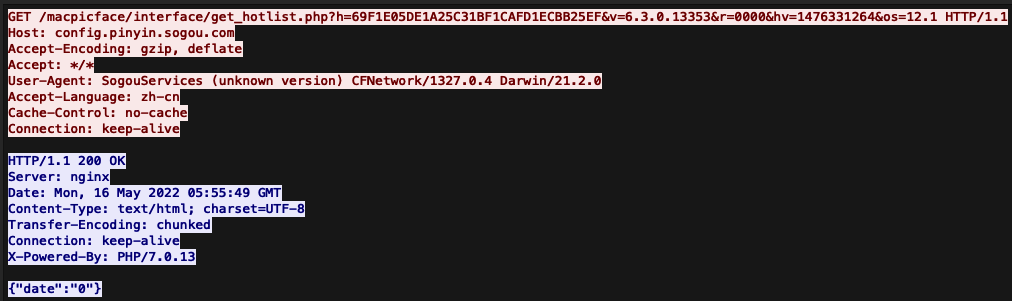 GET /macpicface/interface/get_hotlist.php?h=69F1E05DE1A25C31BF1CAFD1ECBB25EF&v=6.3.0.13353&r=0000&hv=1476331264&os=12.1 HTTP/1.1
Host: config.pinyin.sogou.com
Accept-Encoding: gzip, deflate
Accept: */*
User-Agent: SogouServices (unknown version) CFNetwork/1327.0.4 Darwin/21.2.0
Accept-Language: zh-cn
Cache-Control: no-cache
Connection: keep-alive
HTTP/1.1 200 OK
Server: nginx
Date: Mon, 16 May 2022 05:55:49 GMT
Content-Type: text/html; charset=UTF-8
Transfer-Encoding: chunked
Connection: keep-alive
X-Powered-By: PHP/7.0.13
{"date":"0"}